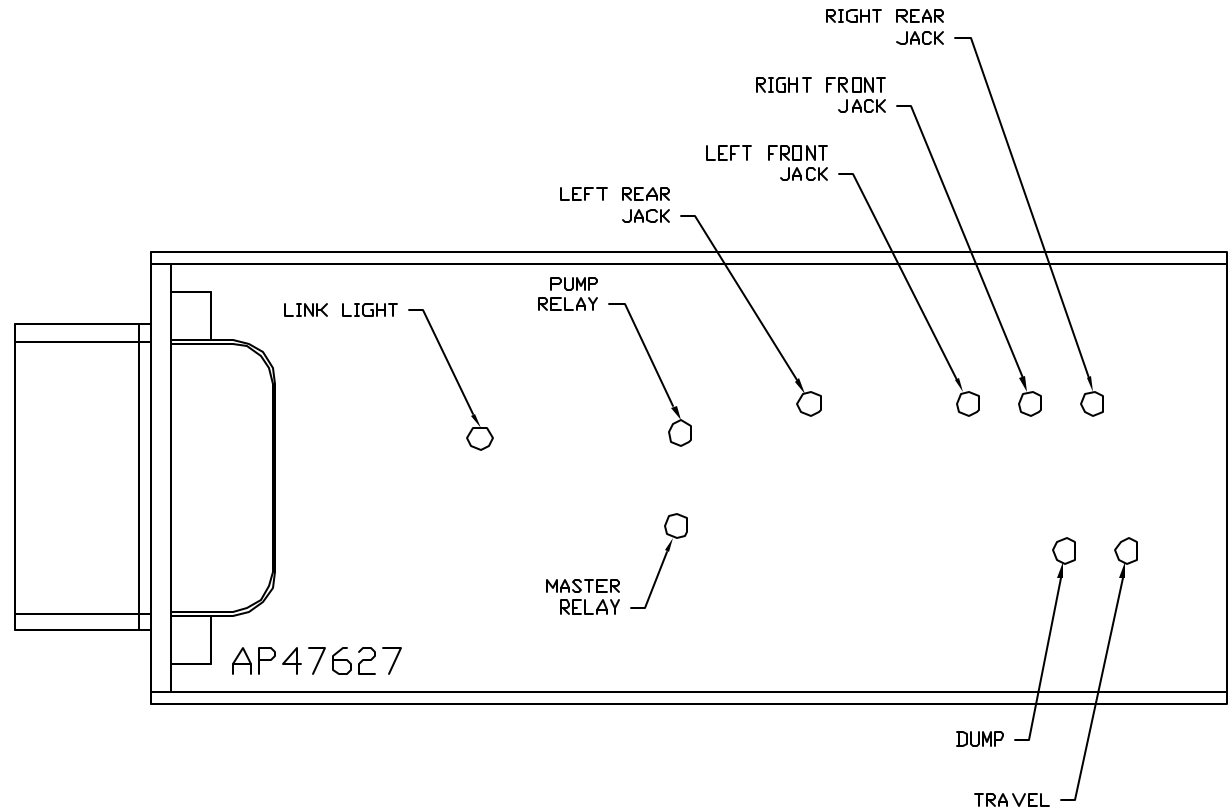 RIGHT REAR
JACK
RIGHT FRONT
JACK
LEFT FRONT
JACK
LEFT REAR
JACK
PUMP
RELAY
LINK LIGHT
MASTER
RELAY
AP47627
DUMP
TRAVEL